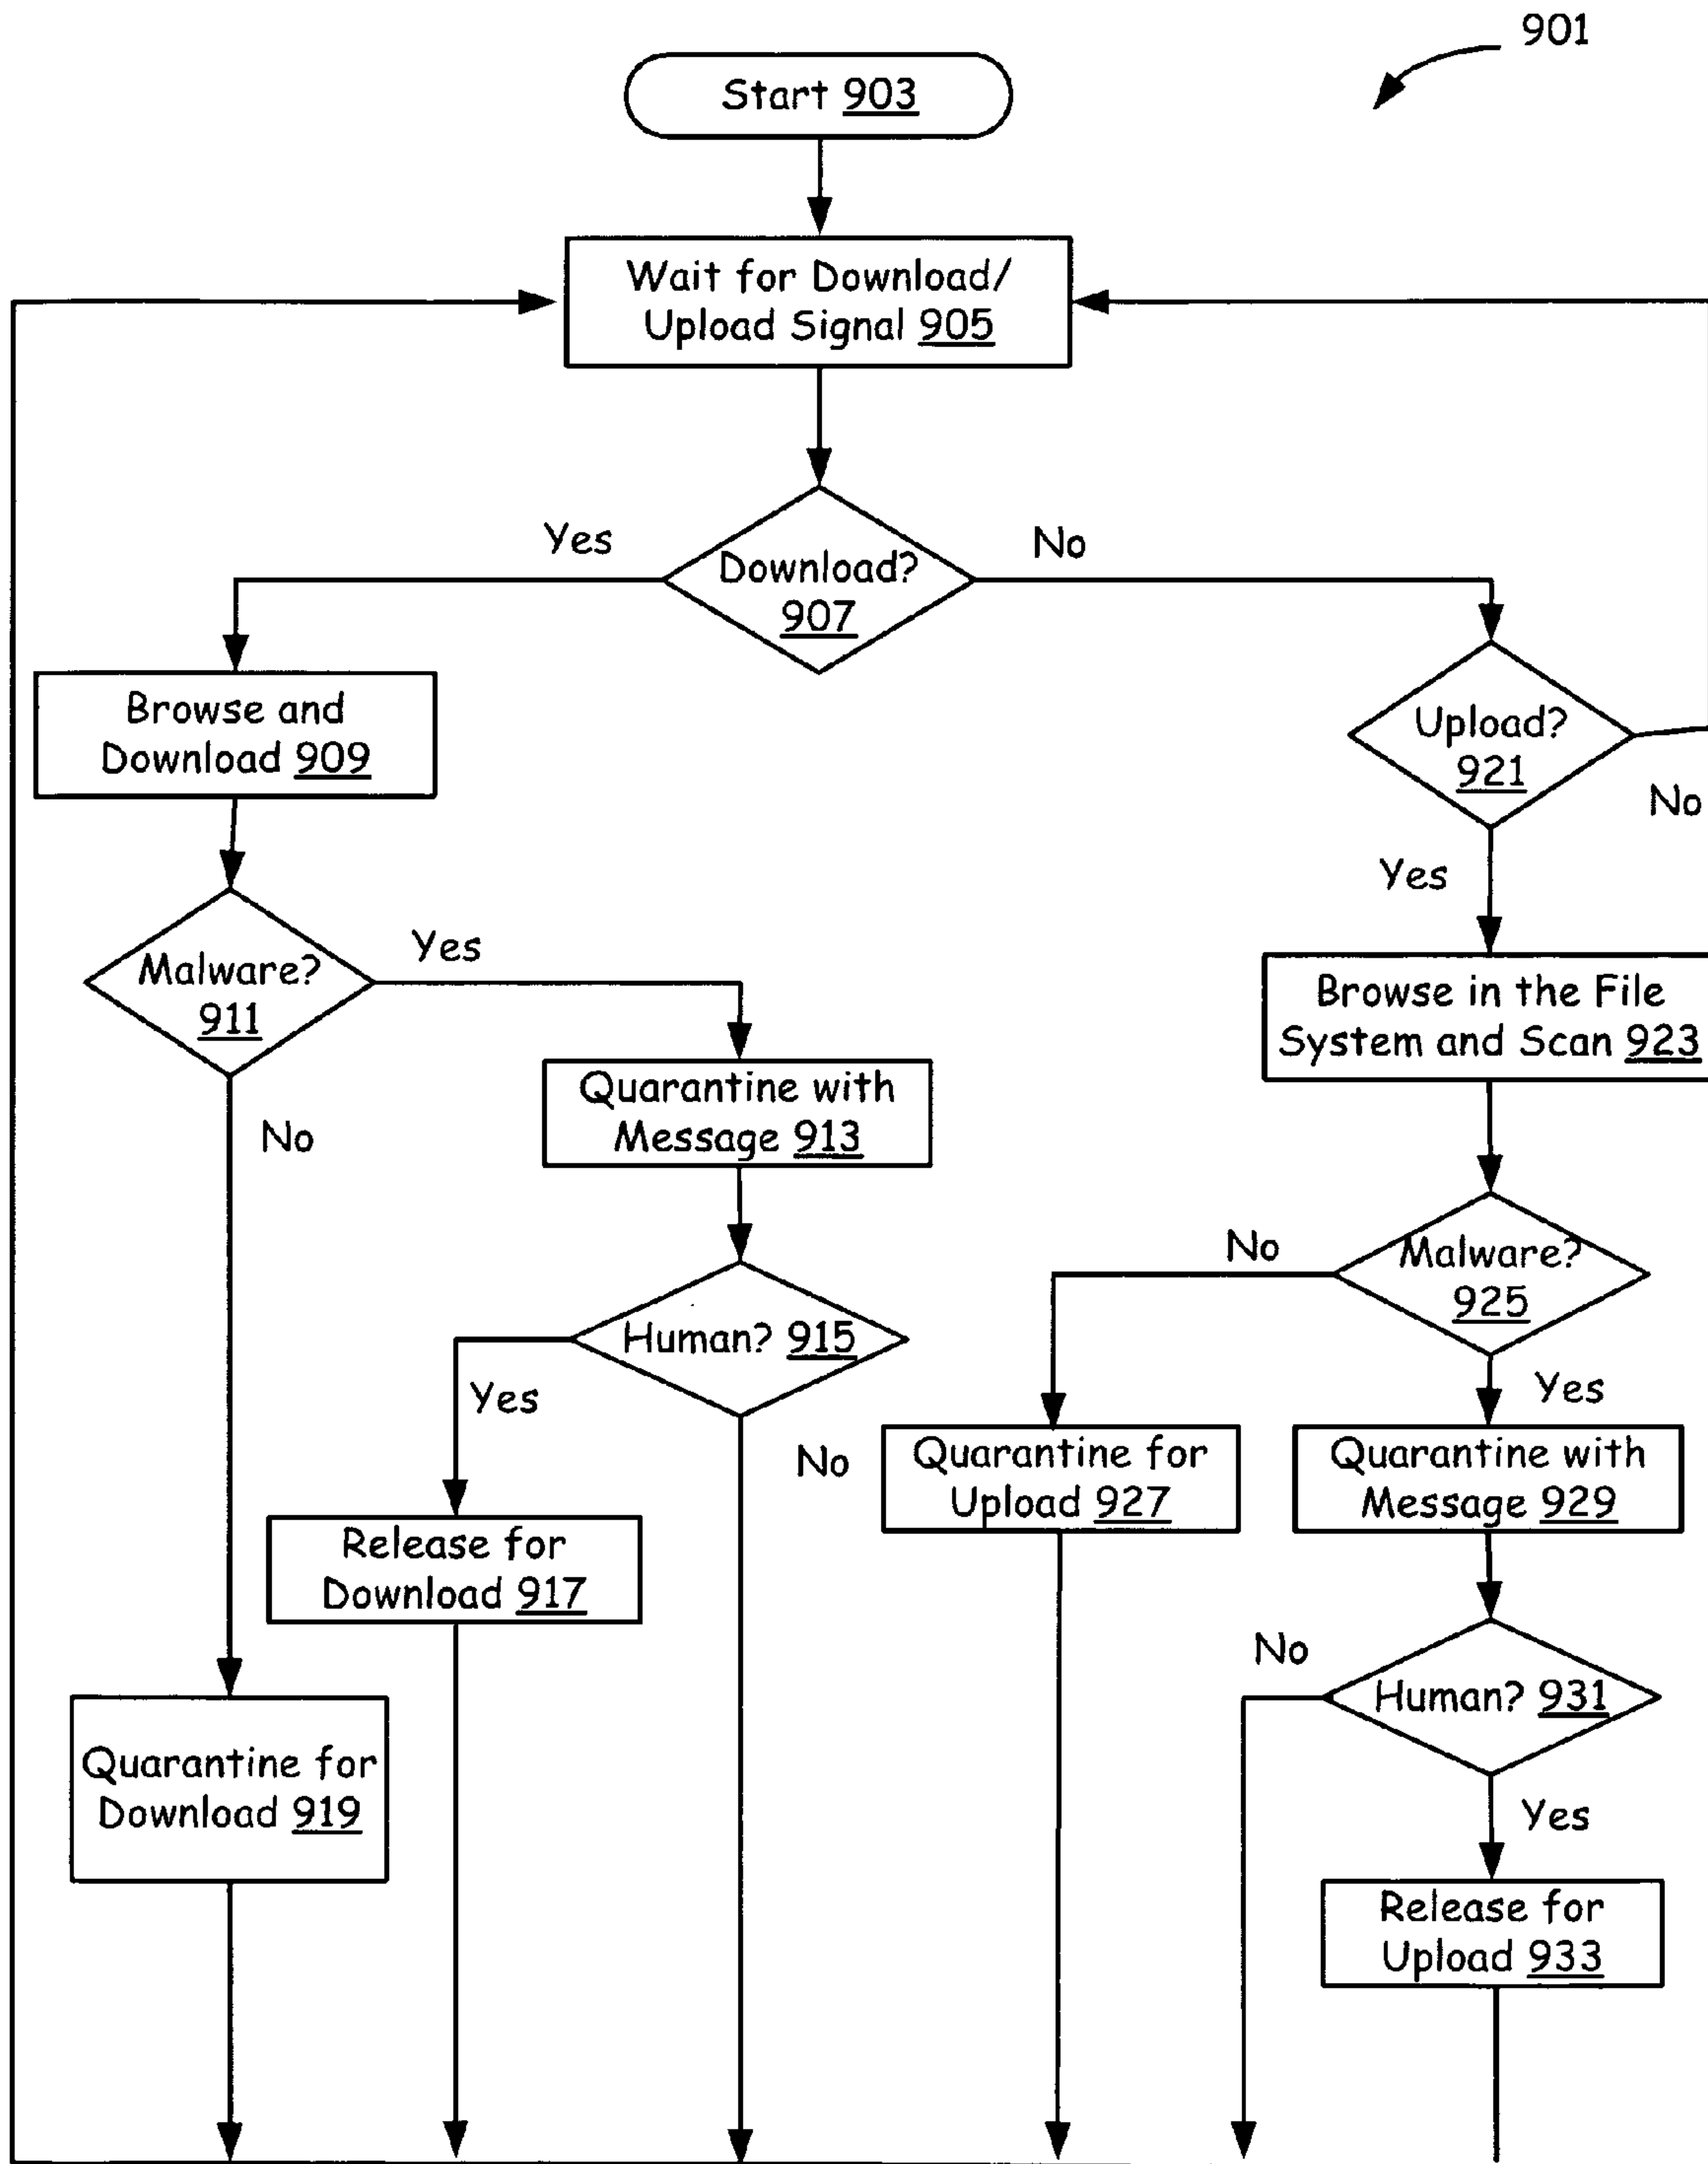 901
Start 903
Wait for Download/
Upload Signal 905
Yes
No
Download?
907
Browse and
Download 909
Upload?
921
No
Yes
Malware?
911
Yes
No
Browse in the File
System and Scan 923
Quarantine with
Message 913
Malware?
925
No
Yes
Human? 915
Yes
No
Quarantine for
Upload 927
Quarantine with
Message 929
Release for
Download 917
No
Human? 931
Yes
Quarantine for
Download 919
Release for
Upload 933